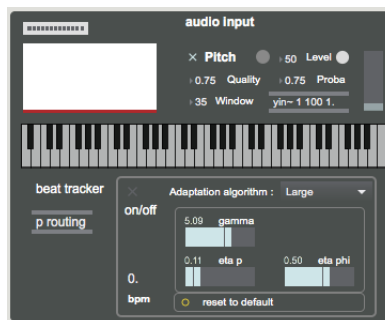 audio input
Pitch 50 Level
0.75 Quality 0.75 Proba
35 Window yin~ 1 100 1.
beat tracker
Adaptation algorithm : Large
on/off
p routing
5.09 gamma
0.11 eta p 0.50 eta phi
0.
bpm
reset to default